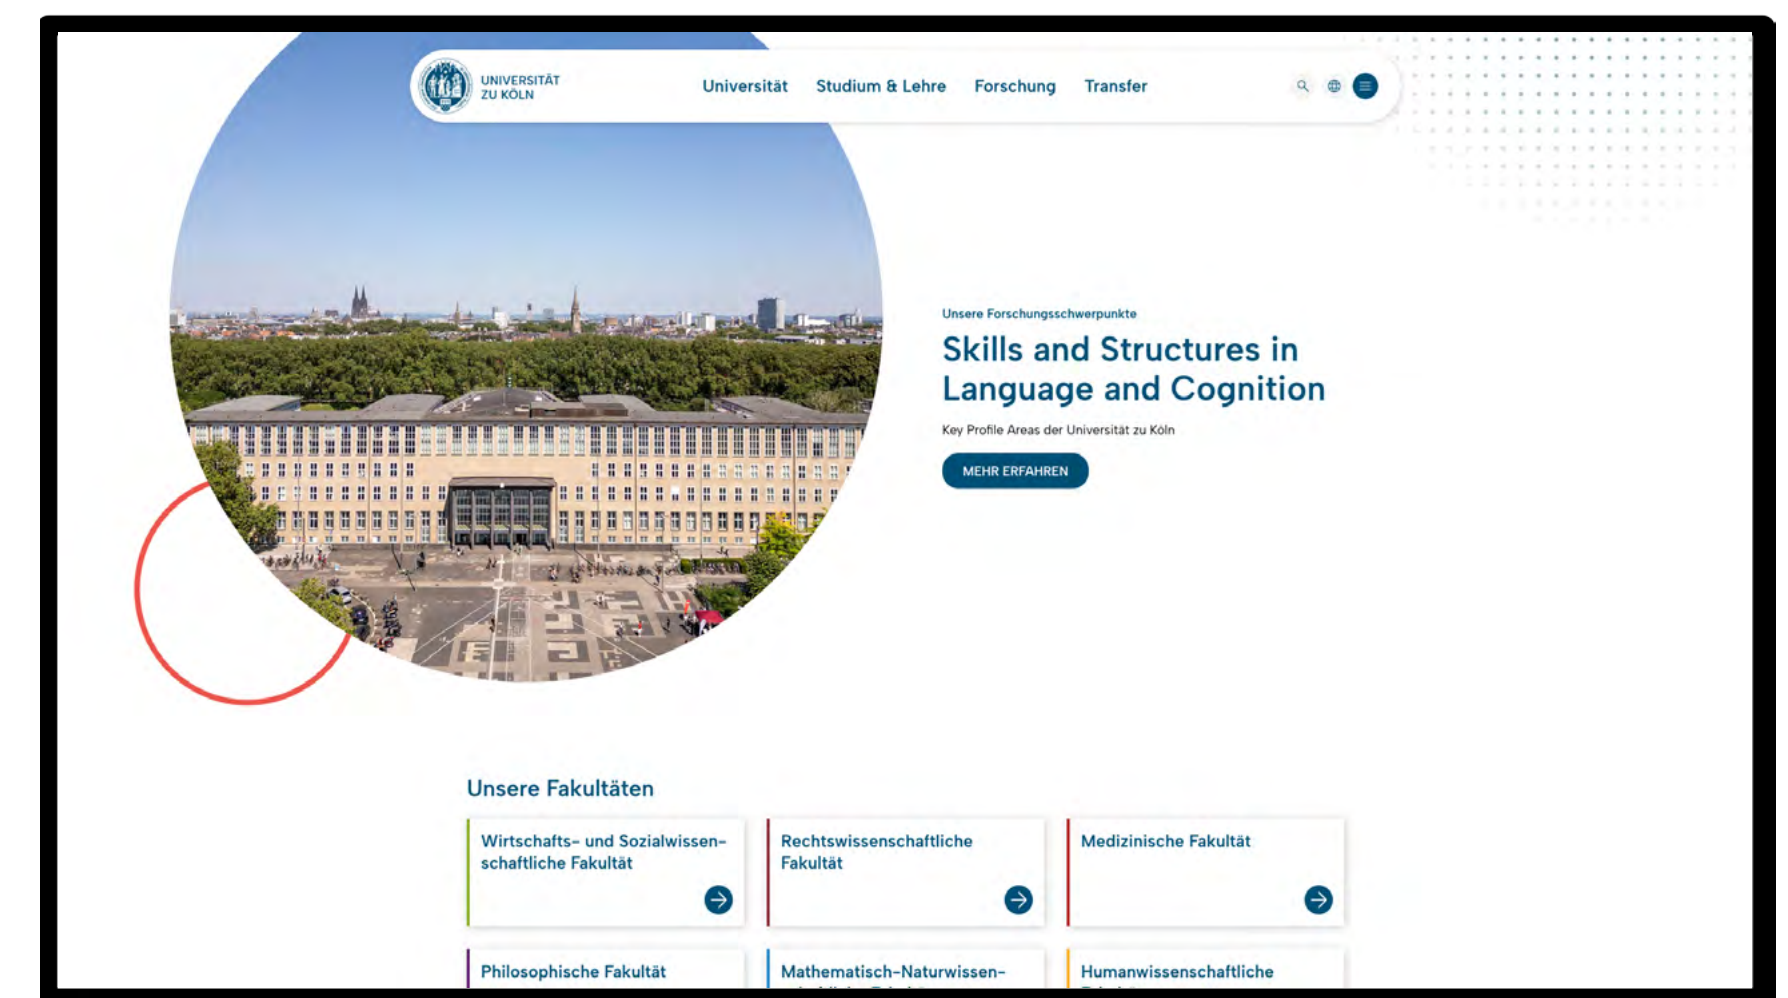 UNIVERSITÄT
ZU KÖLN
Universität
Studium & Lehre
Forschung
Transfer
Unsere Forschungsschwerpunkte
Skills and Structures in
Language and Cognition
Key Profile Areas der Universität zu Köln
MEHR ERFAHREN
Unsere Fakultäten
Wirtschafts- und Sozialwissen-
schaftliche Fakultät
Rechtswissenschaftliche
Fakultät
Medizinische Fakultät
Philosophische Fakultät
Mathematisch-Naturwissen-
Humanwissenschaftliche